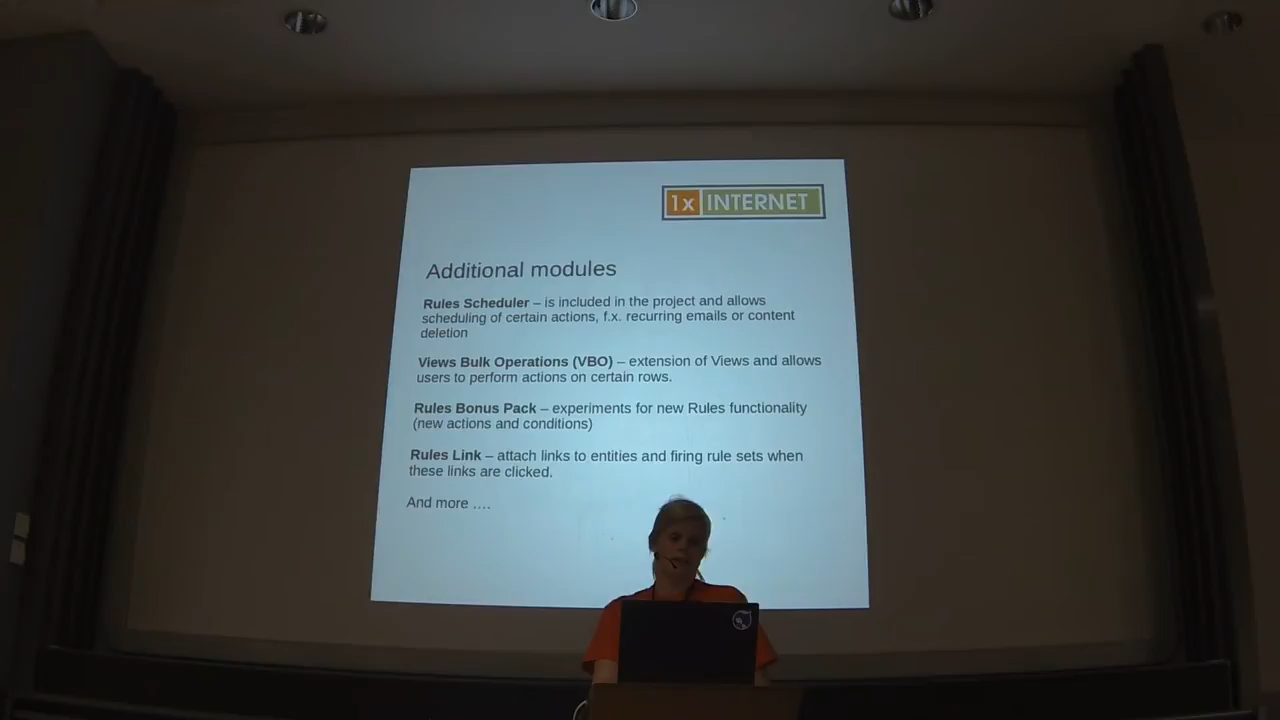 1x INTERNET
Additional modules
Rules Scheduler – is included in the project and allows
scheduling of certain actions, f.x. recurring emails or content
deletion
Views Bulk Operations (VBO) – extension of Views and allows
users to perform actions on certain rows.
Rules Bonus Pack – experiments for new Rules functionality
(new actions and conditions)
Rules Link – attach links to entities and firing rule sets when
these links are clicked.
And more ....